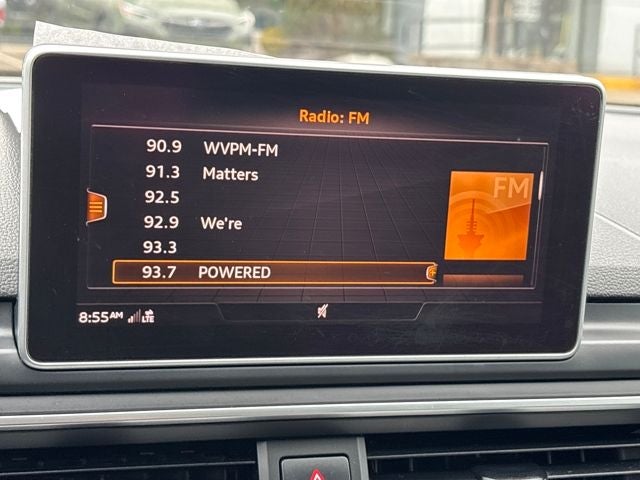 Radio: FM
90.9 WVPM-FM
91.3 Matters
92.5
92.9 We're
93.3
93.7 POWERED
FM
8:55AM LTE